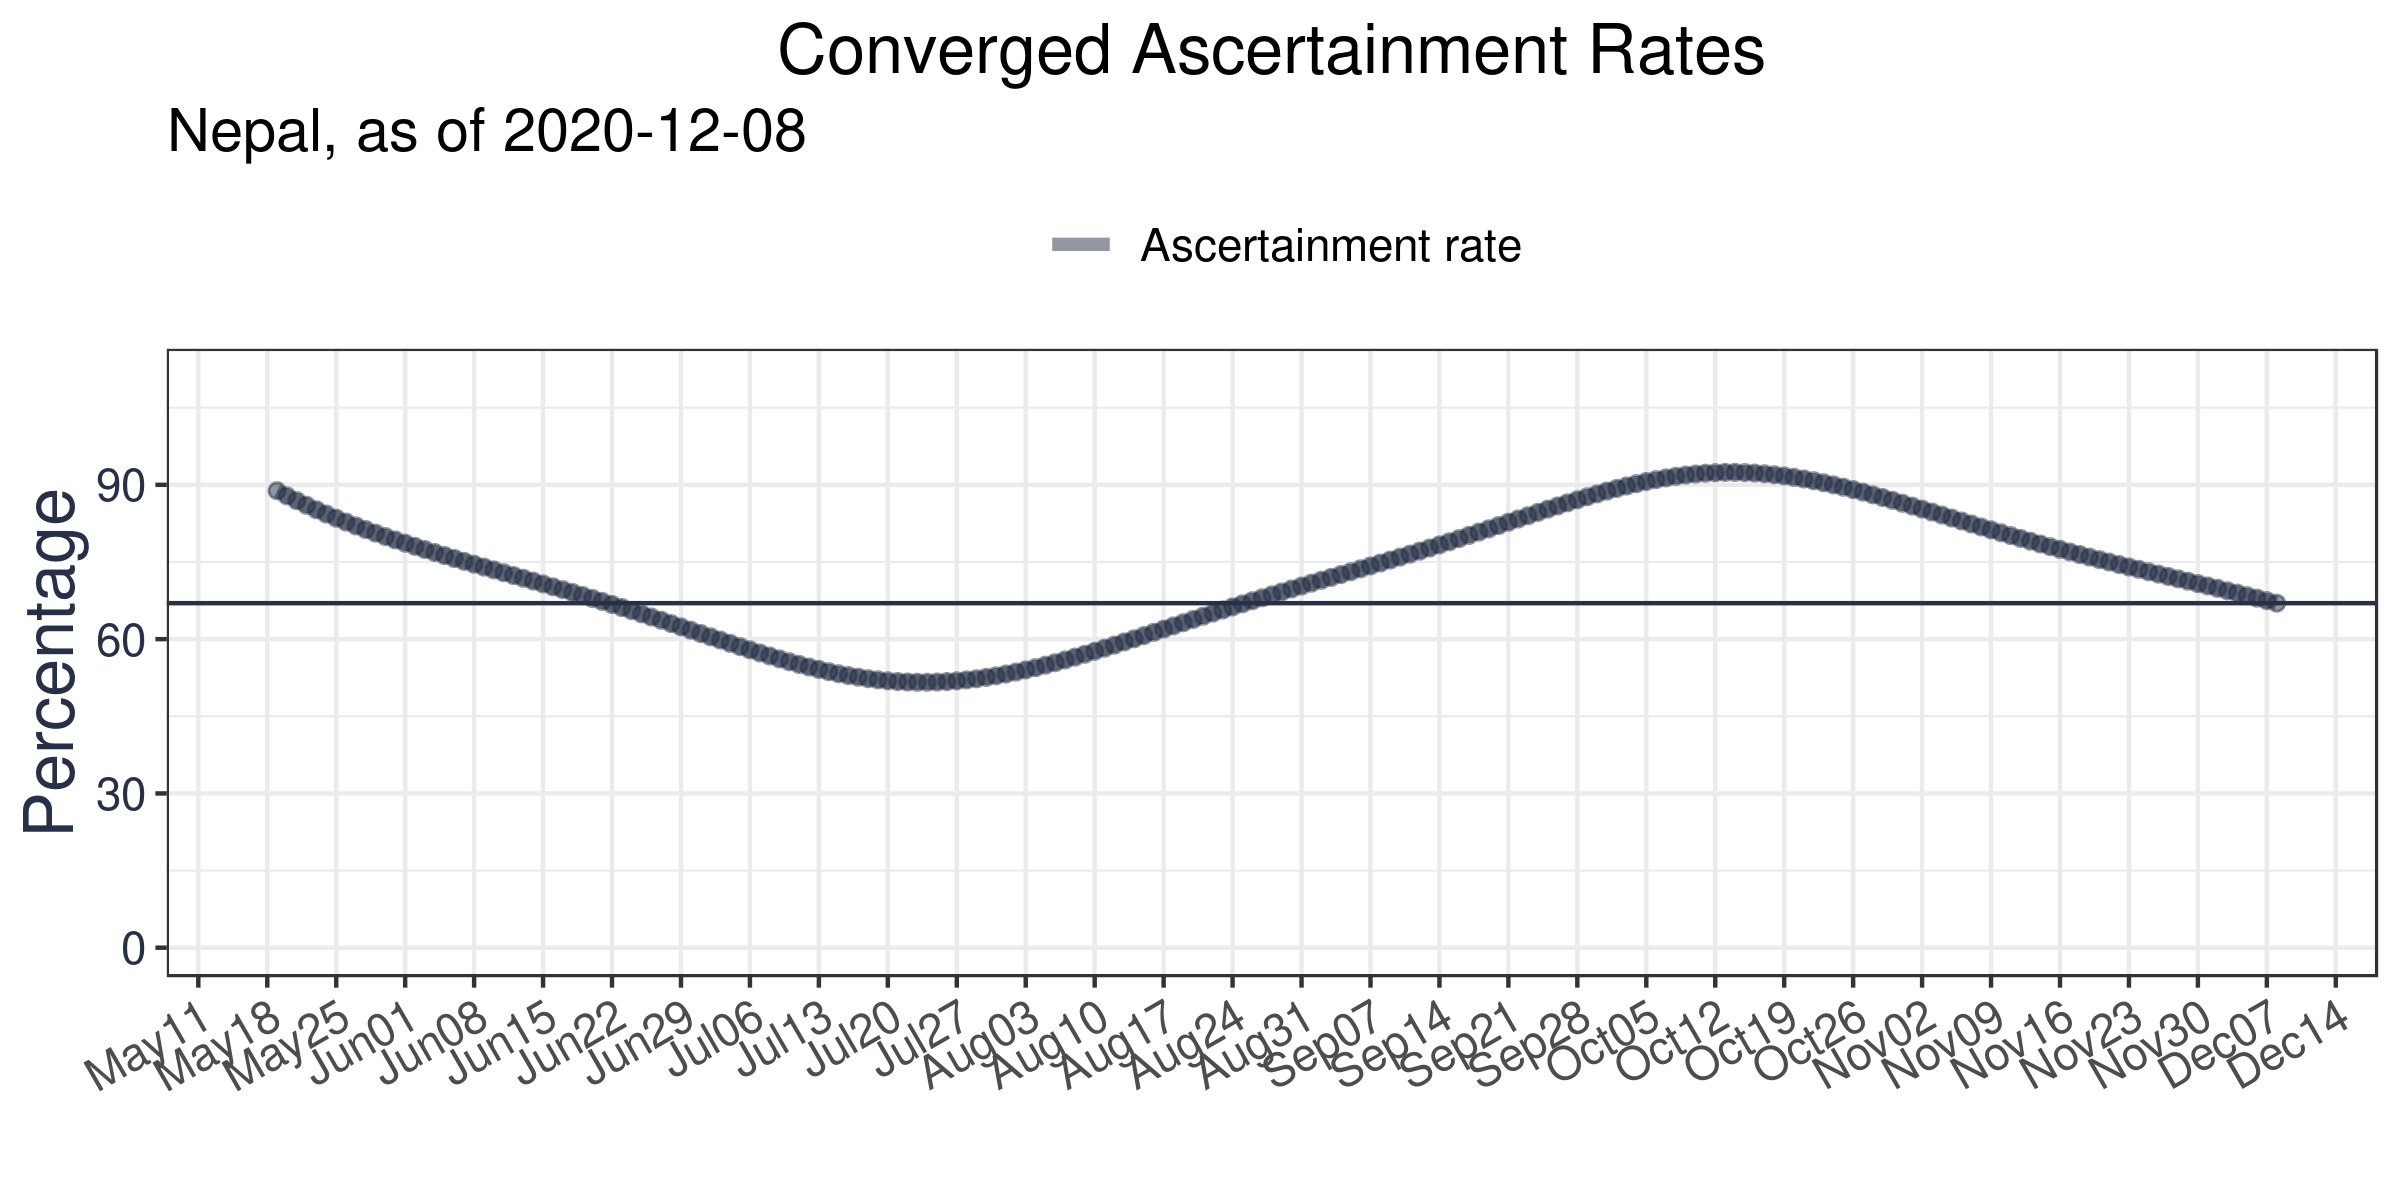 Converged Ascertainment Rates
Nepal, as of 2020-12-08
Ascertainment rate
Percentage
90
60
30
0
May11 May18 May25 Jun01 Jun08 Jun15 Jun22 Jun29 Jul06 Jul13 Jul20 Jul27 Aug03 Aug10 Aug17 Aug24 Aug31 Sep07 Sep14 Sep21 Sep28 Oct05 Oct12 Oct19 Oct26 Nov02 Nov09 Nov16 Nov23 Nov30 Dec07 Dec14